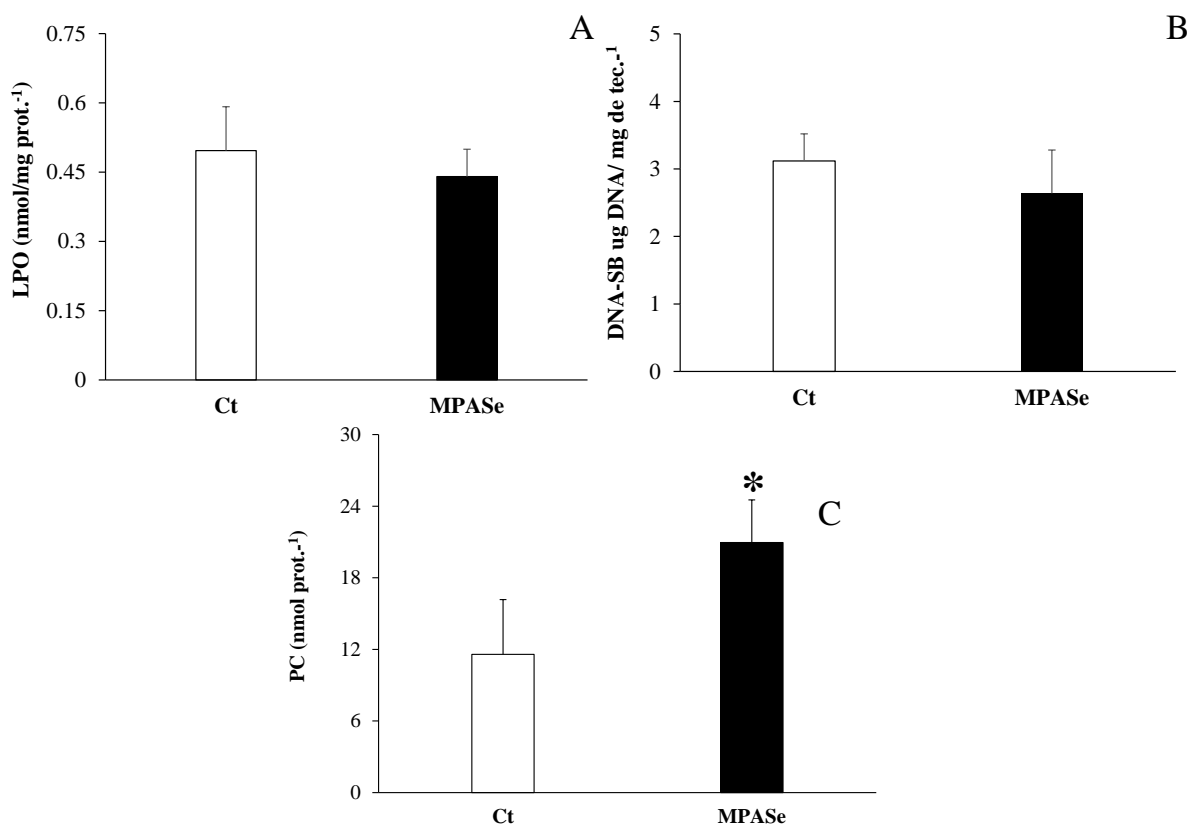 A
LPO (nmol/mg prot.-1)
0.75
0.6
0.45
0.3
0.15
0
Ct MPASe
B
DNA-SB ug DNA/ mg de tec.-1
5
4
3
2
1
0
Ct MPASe
C
PC (nmol prot.-1)
30
24
18
12
6
0
*
Ct MPASe